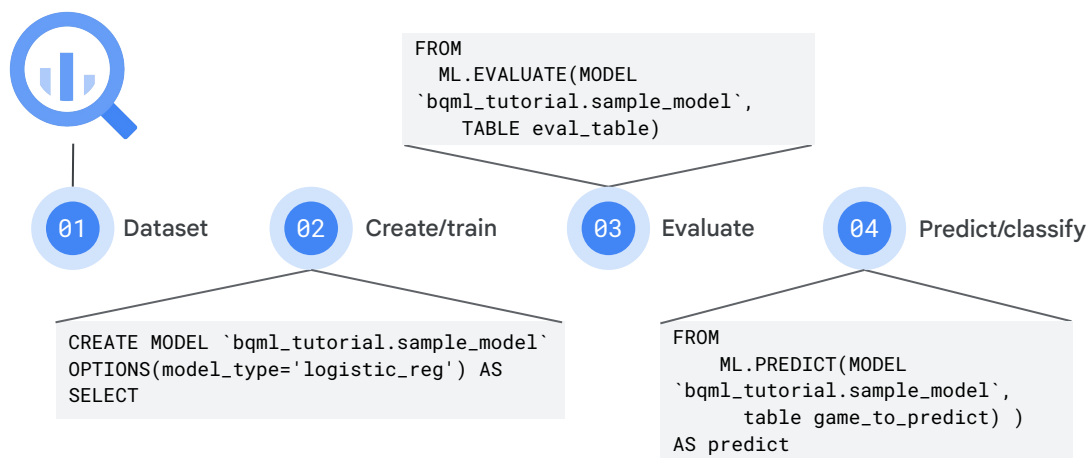 FROM
  ML.EVALUATE(MODEL
`bqml_tutorial.sample_model`,
    TABLE eval_table)
01 Dataset
02 Create/train
03 Evaluate
04 Predict/classify
CREATE MODEL `bqml_tutorial.sample_model`
OPTIONS(model_type='logistic_reg') AS
SELECT
FROM
    ML.PREDICT(MODEL
`bqml_tutorial.sample_model`,
      table game_to_predict) )
AS predict